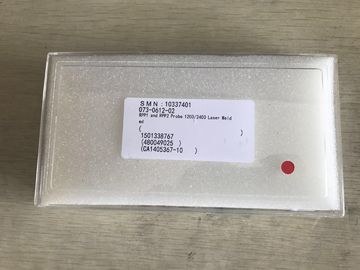 SMN : 10337401
073-0612-02
RPP1 and RPP2 Probe 1200/2400 Laser Weld
ed
( )
1501338767
(480049025 )
(CA1405367-10 )